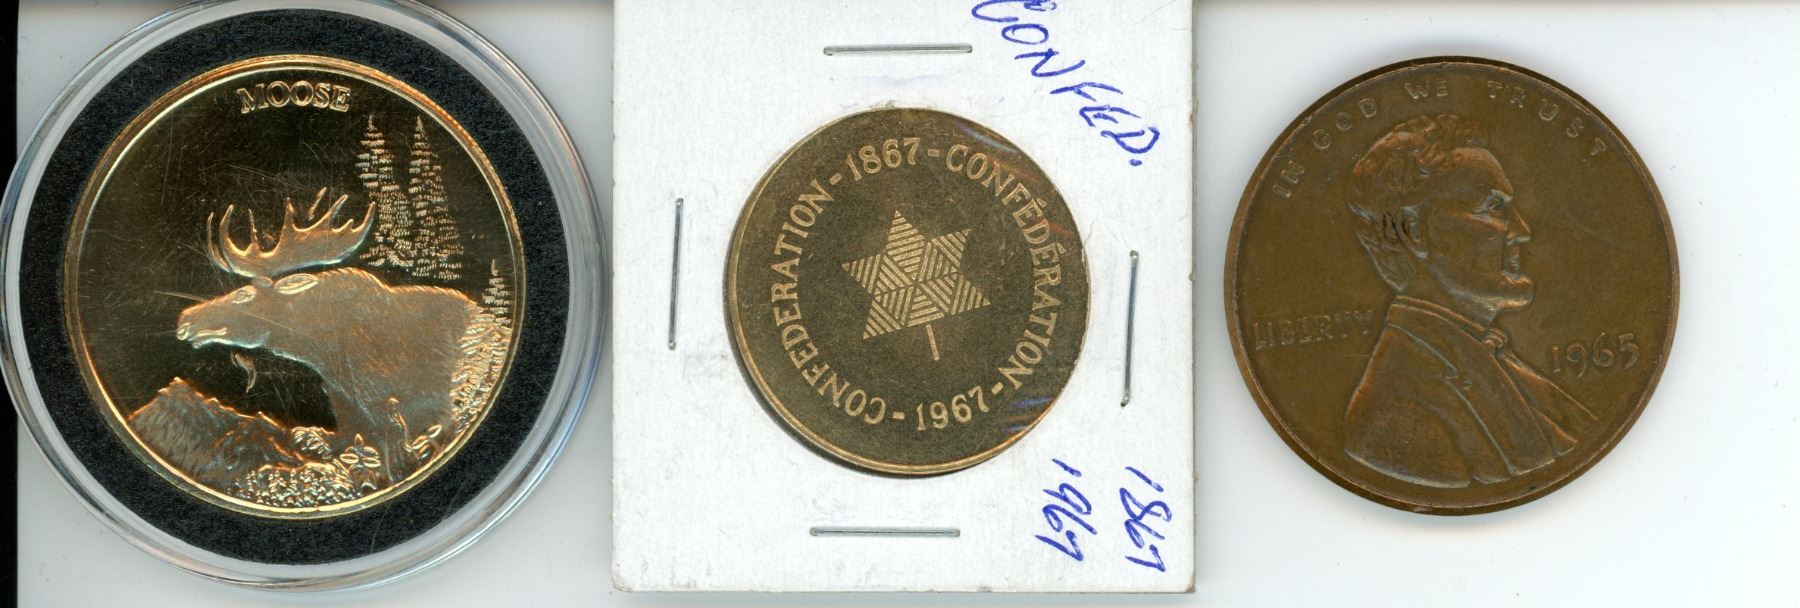 MOOSE
CONFEDERATION - 1867 - CONFÉDÉRATION - 1967 -
CONFED.
1867
1967
IN GOD WE TRUST
LIBERTY
1965